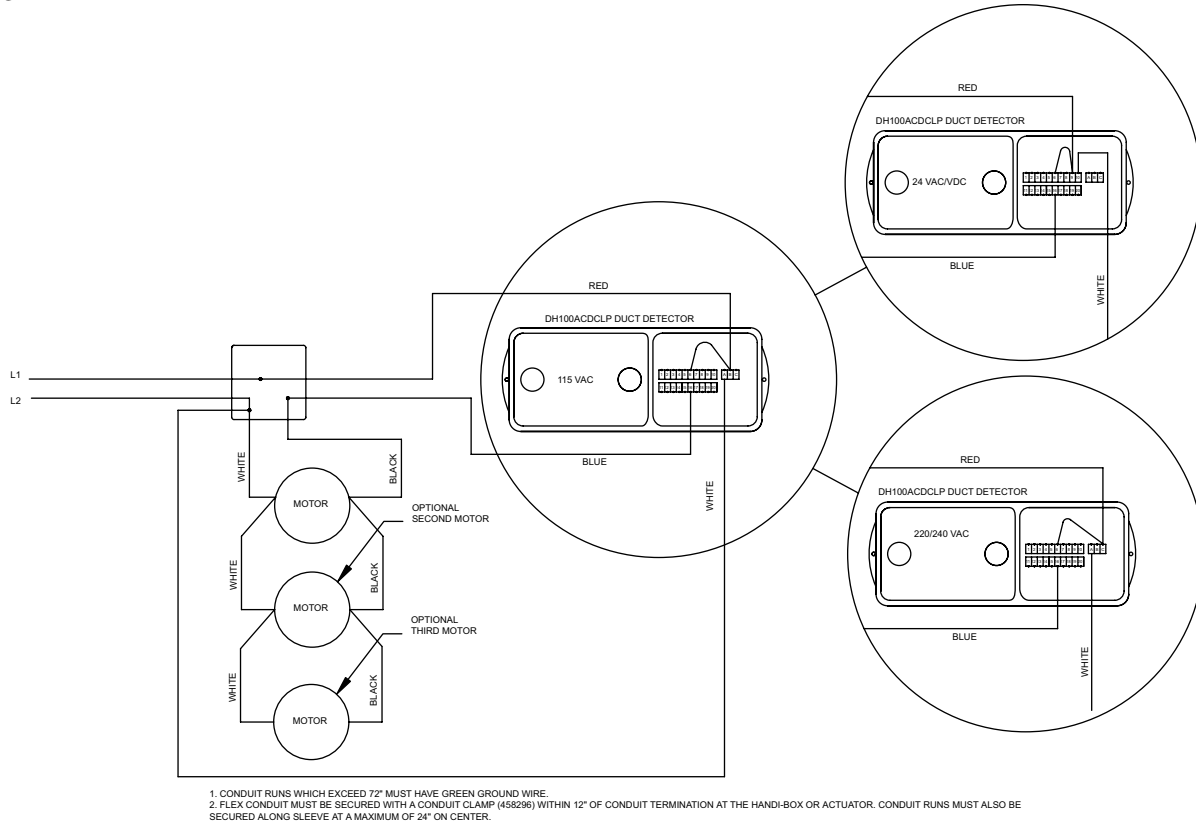 RED
DH100ACDCLP DUCT DETECTOR
24 VAC/VDC
BLUE
WHITE
RED
DH100ACDCLP DUCT DETECTOR
115 VAC
A B C
BLUE
WHITE
L1
L2
WHITE
BLACK
MOTOR
OPTIONAL
SECOND MOTOR
WHITE
BLACK
MOTOR
OPTIONAL
THIRD MOTOR
WHITE
BLACK
MOTOR
RED
DH100ACDCLP DUCT DETECTOR
220/240 VAC
A B C
BLUE
WHITE
1. CONDUIT RUNS WHICH EXCEED 72" MUST HAVE GREEN GROUND WIRE.
2. FLEX CONDUIT MUST BE SECURED WITH A CONDUIT CLAMP (458296) WITHIN 12" OF CONDUIT TERMINATION AT THE HANDI-BOX OR ACTUATOR. CONDUIT RUNS MUST ALSO BE
SECURED ALONG SLEEVE AT A MAXIMUM OF 24" ON CENTER.